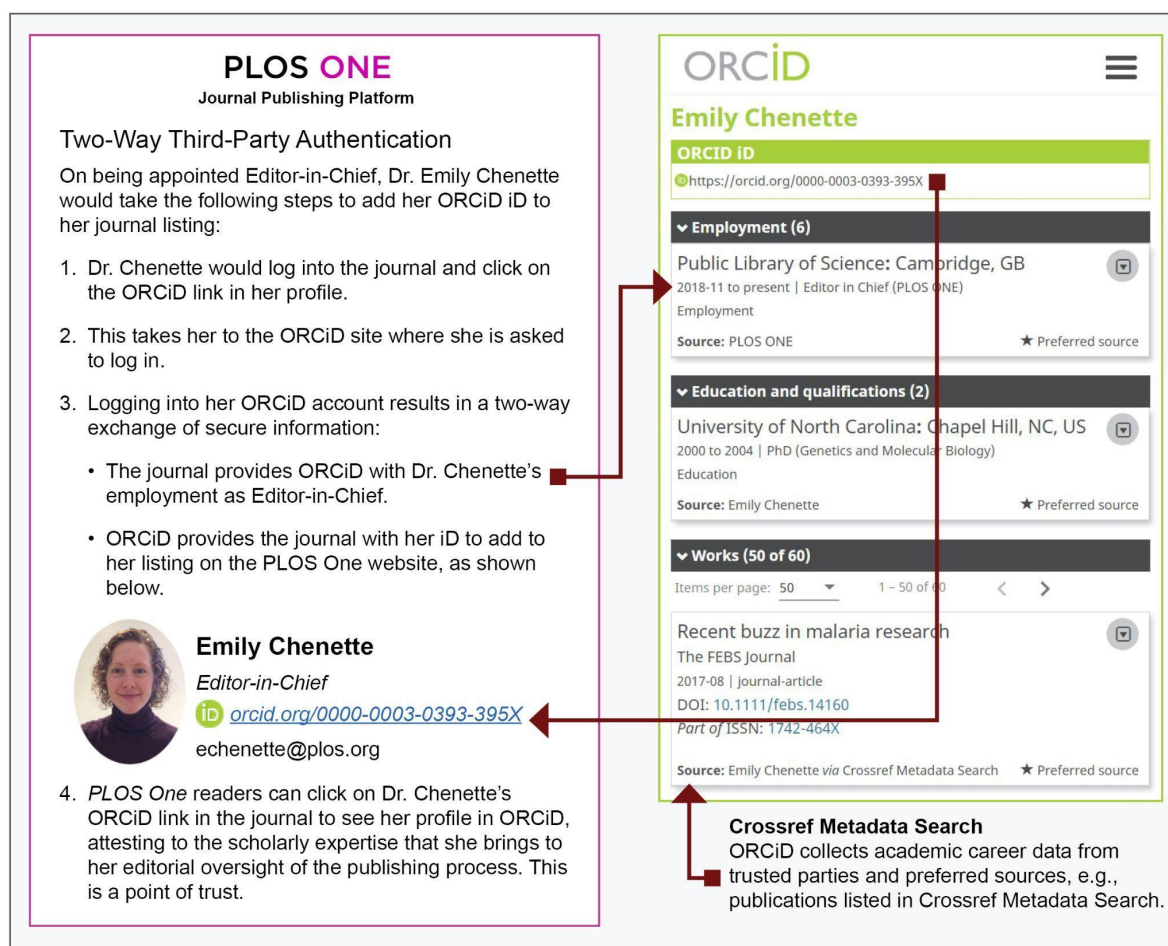 PLOS ONE
Journal Publishing Platform
Two-Way Third-Party Authentication
On being appointed Editor-in-Chief, Dr. Emily Chenette
would take the following steps to add her ORCiD iD to
her journal listing:
1. Dr. Chenette would log into the journal and click on
the ORCiD link in her profile.
2. This takes her to the ORCiD site where she is asked
to log in.
3. Logging into her ORCiD account results in a two-way
exchange of secure information:
• The journal provides ORCiD with Dr. Chenette's
employment as Editor-in-Chief.
• ORCiD provides the journal with her iD to add to
her listing on the PLOS One website, as shown
below.
Emily Chenette
Editor-in-Chief
iD orcid.org/0000-0003-0393-395X
echenette@plos.org
4. PLOS One readers can click on Dr. Chenette's
ORCiD link in the journal to see her profile in ORCiD,
attesting to the scholarly expertise that she brings to
her editorial oversight of the publishing process. This
is a point of trust.
ORCiD
Emily Chenette
ORCID iD
iD https://orcid.org/0000-0003-0393-395X
Employment (6)
Public Library of Science: Cambridge, GB
2018-11 to present | Editor in Chief (PLOS ONE)
Employment
Source: PLOS ONE ★ Preferred source
Education and qualifications (2)
University of North Carolina: Chapel Hill, NC, US
2000 to 2004 | PhD (Genetics and Molecular Biology)
Education
Source: Emily Chenette ★ Preferred source
Works (50 of 60)
Items per page: 50 1 – 50 of 60 < >
Recent buzz in malaria research
The FEBS Journal
2017-08 | journal-article
DOI: 10.1111/febs.14160
Part of ISSN: 1742-464X
Source: Emily Chenette via Crossref Metadata Search ★ Preferred source
Crossref Metadata Search
ORCiD collects academic career data from
trusted parties and preferred sources, e.g.,
publications listed in Crossref Metadata Search.